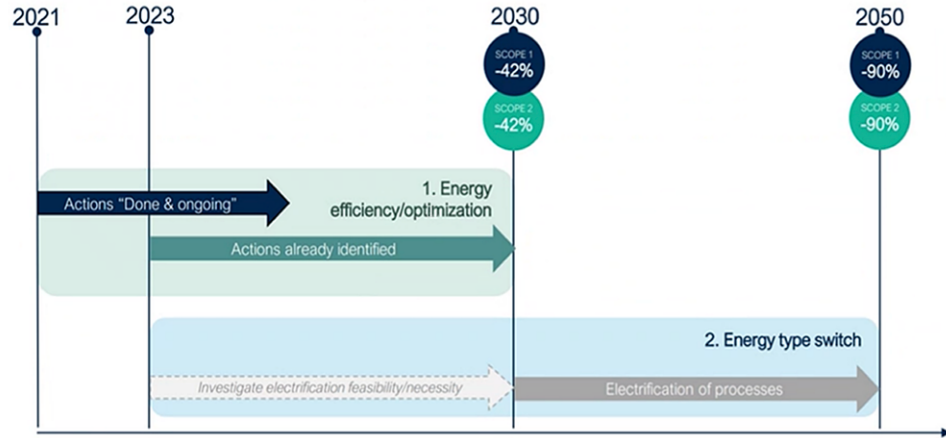 2021
2023
2030
2050
SCOPE 1
-42%
SCOPE 2
-42%
SCOPE 1
-90%
SCOPE 2
-90%
Actions “Done & ongoing”
1. Energy
efficiency/optimization
Actions already identified
2. Energy type switch
Investigate electrification feasibility/necessity
Electrification of processes